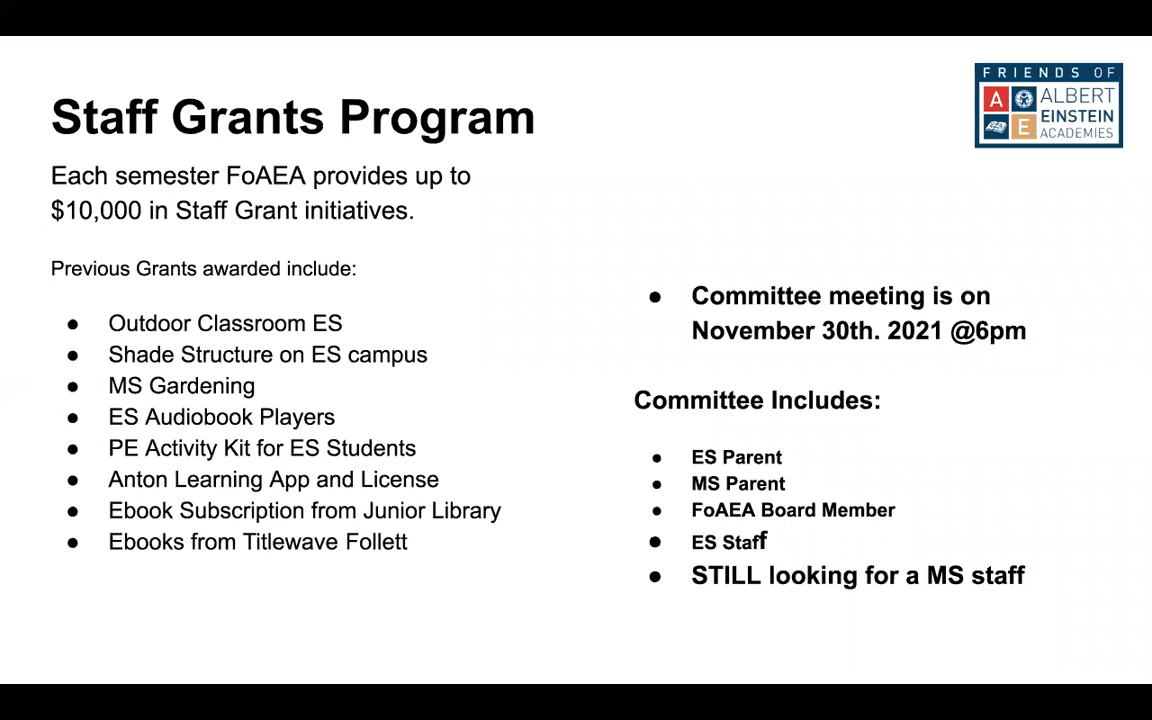 FRIENDS OF
A
ALBERT
EINSTEIN
E
ACADEMIES
Staff Grants Program
Each semester FoAEA provides up to
$10,000 in Staff Grant initiatives.
Previous Grants awarded include:
● Outdoor Classroom ES
● Shade Structure on ES campus
● MS Gardening
● ES Audiobook Players
● PE Activity Kit for ES Students
● Anton Learning App and License
● Ebook Subscription from Junior Library
● Ebooks from Titlewave Follett
● Committee meeting is on
November 30th. 2021 @6pm
Committee Includes:
● ES Parent
● MS Parent
● FoAEA Board Member
● ES Staff
● STILL looking for a MS staff